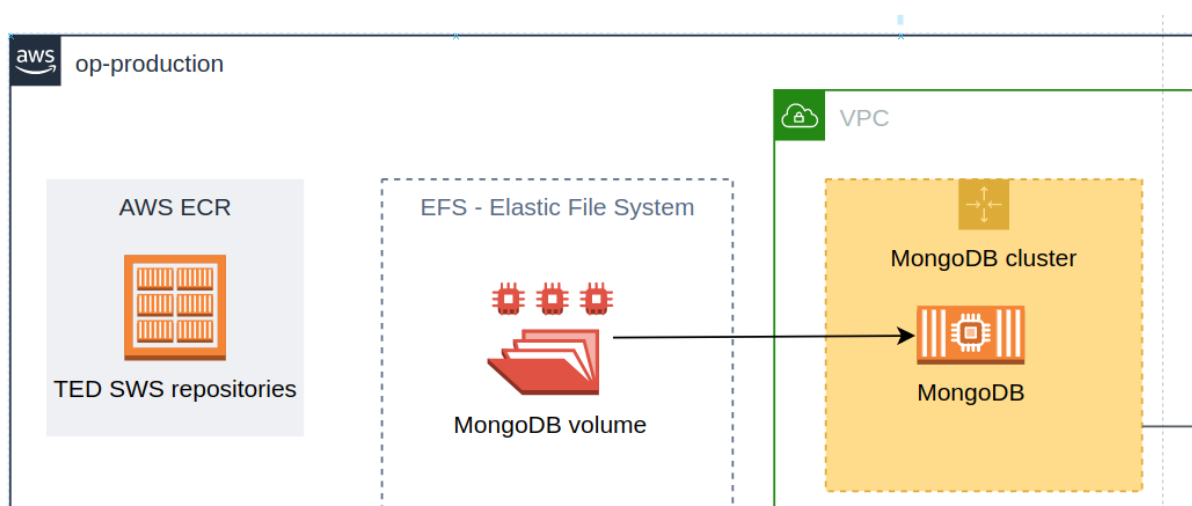 aws
op-production
VPC
AWS ECR
EFS - Elastic File System
MongoDB cluster
TED SWS repositories
MongoDB volume
MongoDB